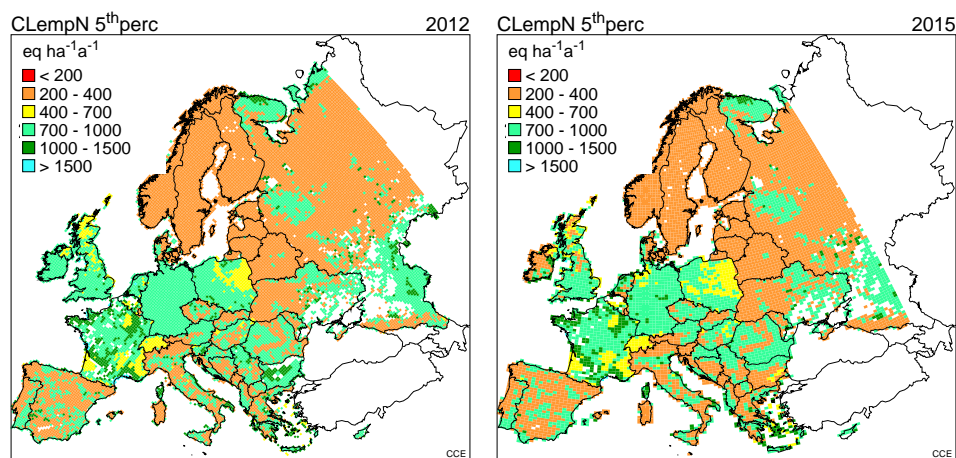 CLempN 5thperc 2012
eq ha-1a-1
< 200
200 - 400
400 - 700
700 - 1000
1000 - 1500
> 1500
CCE
CLempN 5thperc 2015
eq ha-1a-1
< 200
200 - 400
400 - 700
700 - 1000
1000 - 1500
> 1500
CCE